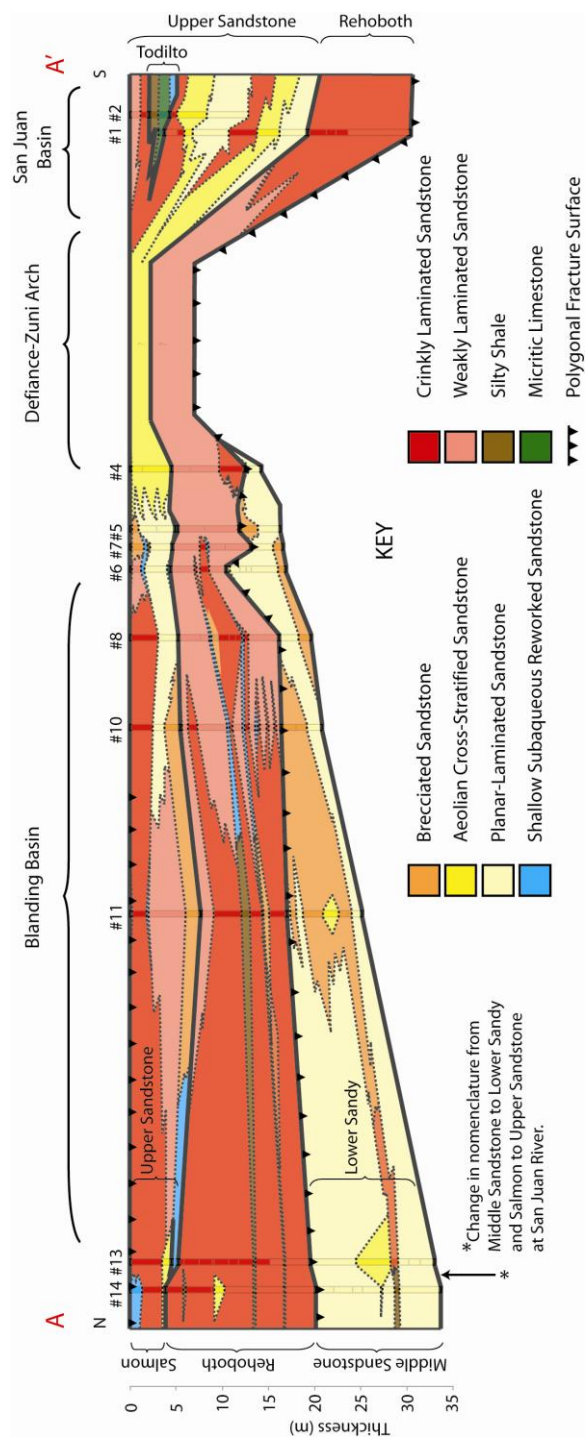 A
A'
N
S
Blanding Basin
Defiance-Zuni Arch
San Juan
Basin
Upper Sandstone
Rehoboth
Todilto
#14 #13
#11
#10
#8
#6 #7 #5
#4
#1 #2
Upper Sandstone
Lower Sandy
Salmon
Rehoboth
Middle Sandstone
Thickness (m)
0
5
10
15
20
25
30
35
*
*Change in nomenclature from
Middle Sandstone to Lower Sandy
and Salmon to Upper Sandstone
at San Juan River.
KEY
Brecciated Sandstone
Aeolian Cross-Stratified Sandstone
Planar-Laminated Sandstone
Shallow Subaqueous Reworked Sandstone
Crinkly Laminated Sandstone
Weakly Laminated Sandstone
Silty Shale
Micritic Limestone
Polygonal Fracture Surface